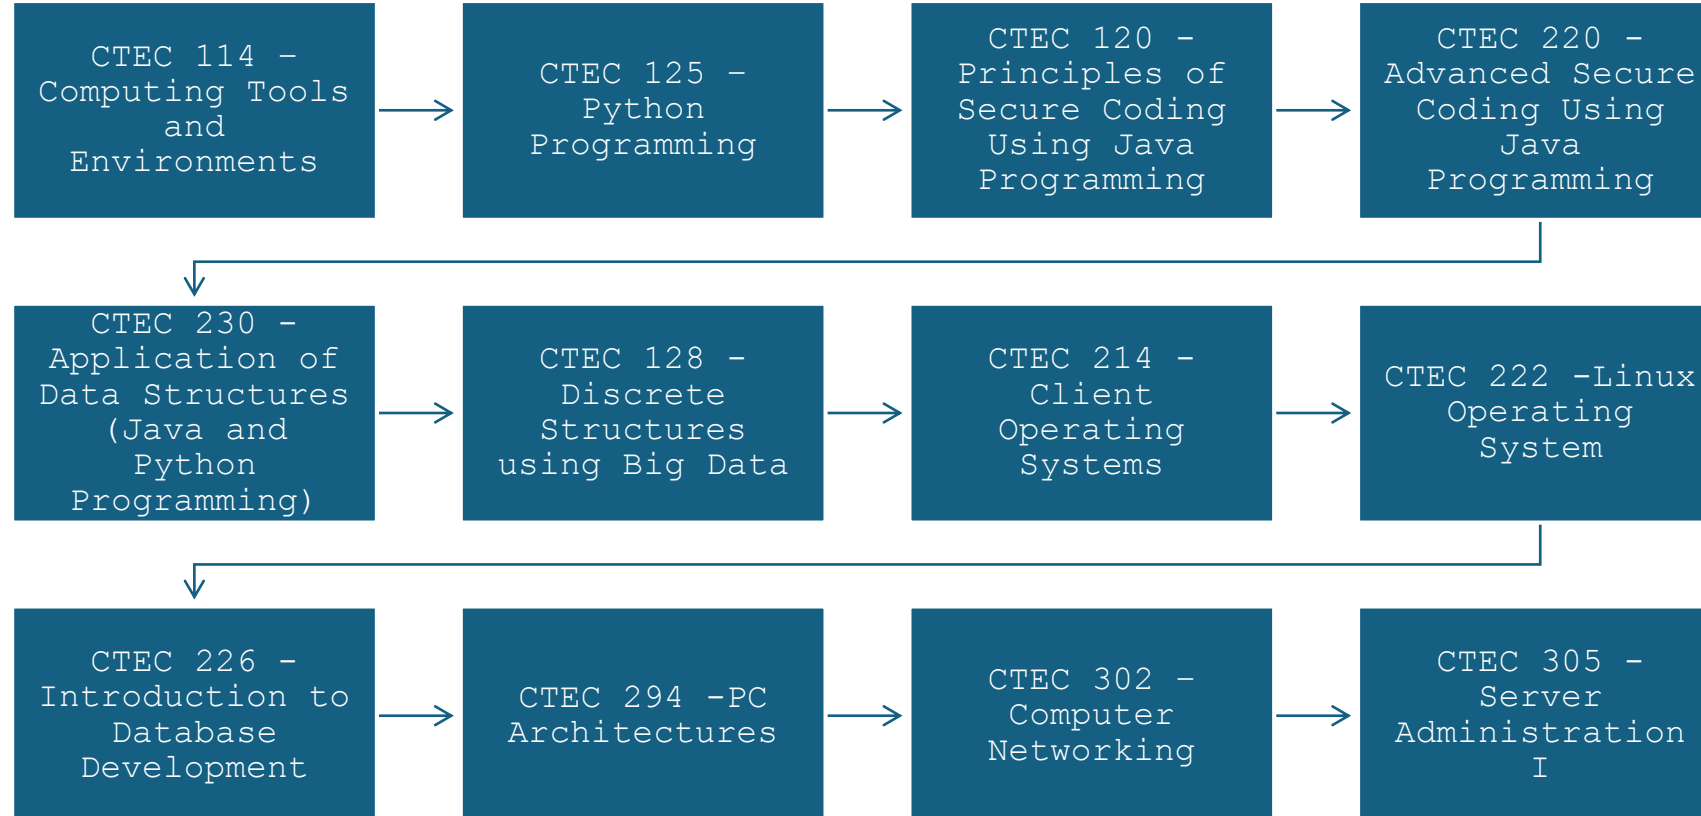 CTEC 114 –
Computing Tools
and
Environments
CTEC 125 –
Python
Programming
CTEC 120 -
Principles of
Secure Coding
Using Java
Programming
CTEC 220 -
Advanced Secure
Coding Using
Java
Programming
CTEC 230 -
Application of
Data Structures
(Java and
Python
Programming)
CTEC 128 -
Discrete
Structures
using Big Data
CTEC 214 -
Client
Operating
Systems
CTEC 222 -Linux
Operating
System
CTEC 226 -
Introduction to
Database
Development
CTEC 294 -PC
Architectures
CTEC 302 –
Computer
Networking
CTEC 305 -
Server
Administration
I